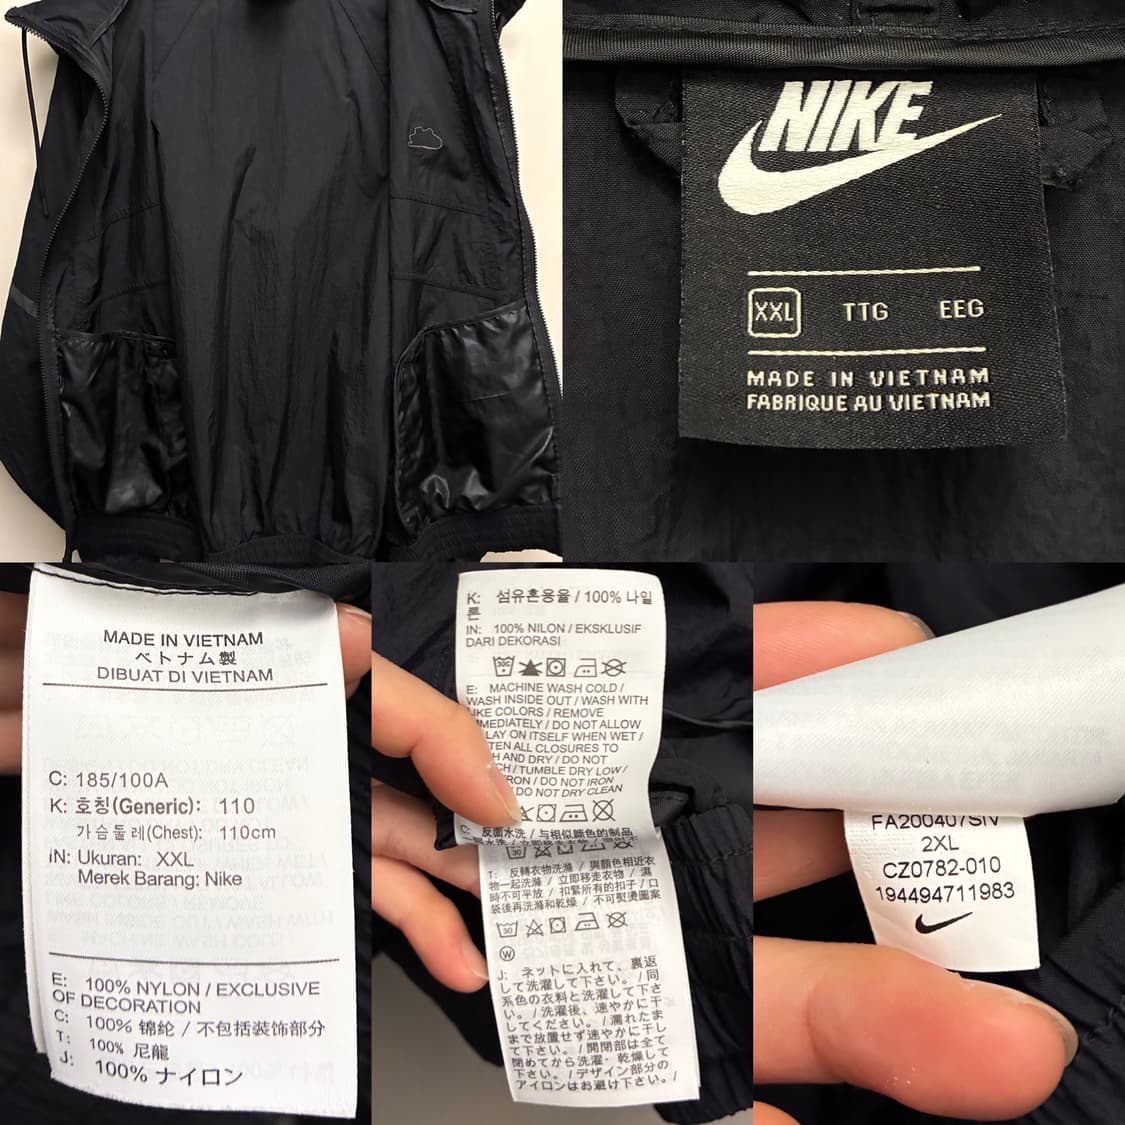 NIKE
XXL TTG EEG
MADE IN VIETNAM
FABRIQUE AU VIETNAM
MADE IN VIETNAM
ベトナム製
DIBUAT DI VIETNAM
C: 185/100A
K: 호칭(Generic): 110
가슴둘레(Chest): 110cm
IN: Ukuran: XXL
Merek Barang: Nike
E: 100% NYLON / EXCLUSIVE
OF DECORATION
C: 100% 锦纶 / 不包括装饰部分
T: 100% 尼龍
J: 100% ナイロン
K: 섬유혼용율 / 100% 나일
론
IN: 100% NILON / EKSKLUSIF
DARI DEKORASI
E: MACHINE WASH COLD /
WASH INSIDE OUT / WASH WITH
LIKE COLORS / REMOVE
IMMEDIATELY / DO NOT ALLOW
LAY ON ITSELF WHEN WET /
TEN ALL CLOSURES TO
H AND DRY / DO NOT
CH / TUMBLE DRY LOW /
IRON / DO NOT IRON
DO NOT DRY CLEAN
C: 反面水洗 / 与相似颜色的制品
30
T: 反轉衣物洗滌 / 與顏色相近衣
物一起洗滌 / 立即移走衣物 / 濕
時不可平放 / 扣緊所有的扣子 / 口
袋後再洗滌和乾燥 / 不可熨燙圖案
30
W
J: ネットに入れて、裏返
して洗濯して下さい。/同
系色の衣料と洗濯して下さ
い。/洗濯後、速やかに干
してください。/濡れたま
まで放置せず速やかに干し
て下さい。/開閉部は全て
閉めてから洗濯・乾燥して
下さい。/デザイン部分の
アイロンはお避け下さい。/
FA200407/SIV
2XL
CZ0782-010
194494711983